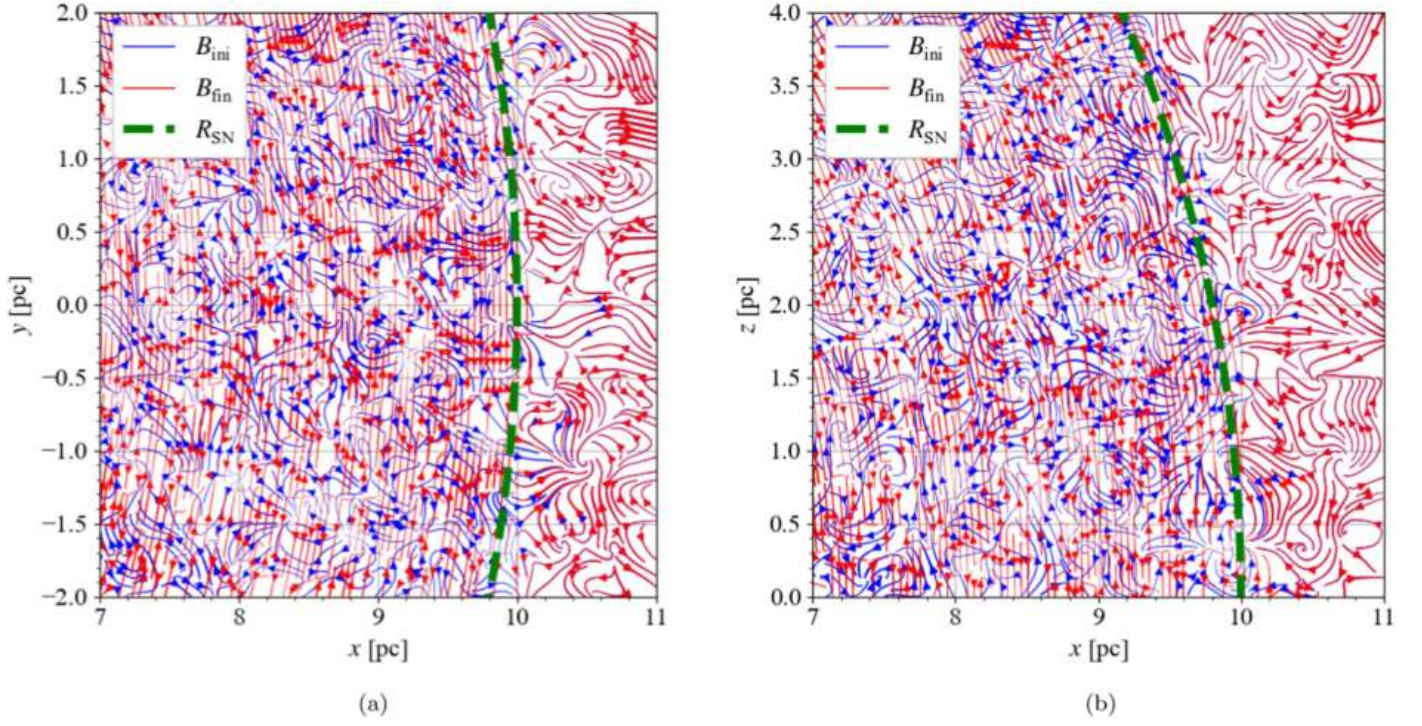 2.0
1.5
1.0
0.5
0.0
−0.5
−1.0
−1.5
−2.0
y [pc]
B_ini
B_fin
R_SN
7 8 9 10 11
x [pc]
(a)
4.0
3.5
3.0
2.5
2.0
1.5
1.0
0.5
0.0
z [pc]
B_ini
B_fin
R_SN
7 8 9 10 11
x [pc]
(b)